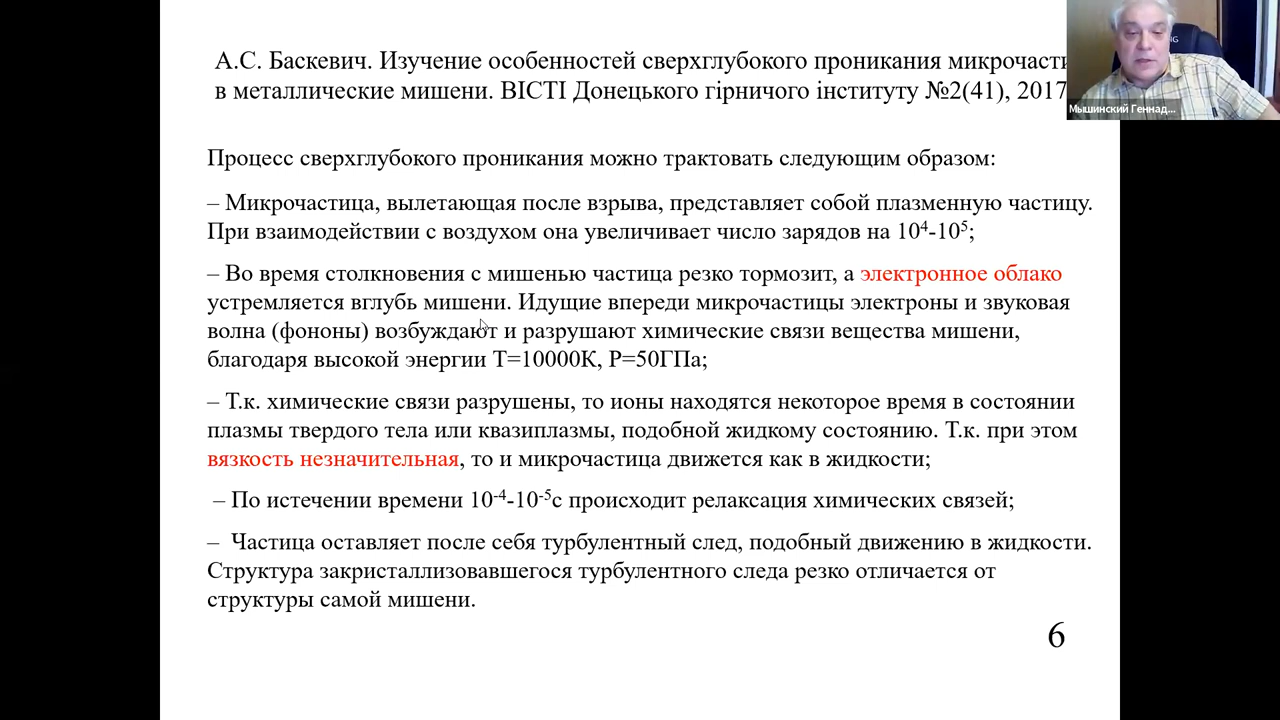 А.С. Баскевич. Изучение особенностей сверхглубокого проникания микрочасти
в металлические мишени. ВІСТІ Донецького гірничого інституту №2(41), 2017
Мышинский Геннад...
Процесс сверхглубокого проникания можно трактовать следующим образом:
– Микрочастица, вылетающая после взрыва, представляет собой плазменную частицу.
При взаимодействии с воздухом она увеличивает число зарядов на 10⁴-10⁵;
– Во время столкновения с мишенью частица резко тормозит, а электронное облако
устремляется вглубь мишени. Идущие впереди микрочастицы электроны и звуковая
волна (фононы) возбуждают и разрушают химические связи вещества мишени,
благодаря высокой энергии Т=10000К, Р=50ГПа;
– Т.к. химические связи разрушены, то ионы находятся некоторое время в состоянии
плазмы твердого тела или квазиплазмы, подобной жидкому состоянию. Т.к. при этом
вязкость незначительная, то и микрочастица движется как в жидкости;
– По истечении времени 10⁻⁴-10⁻⁵с происходит релаксация химических связей;
– Частица оставляет после себя турбулентный след, подобный движению в жидкости.
Структура закристаллизовавшегося турбулентного следа резко отличается от
структуры самой мишени.
6